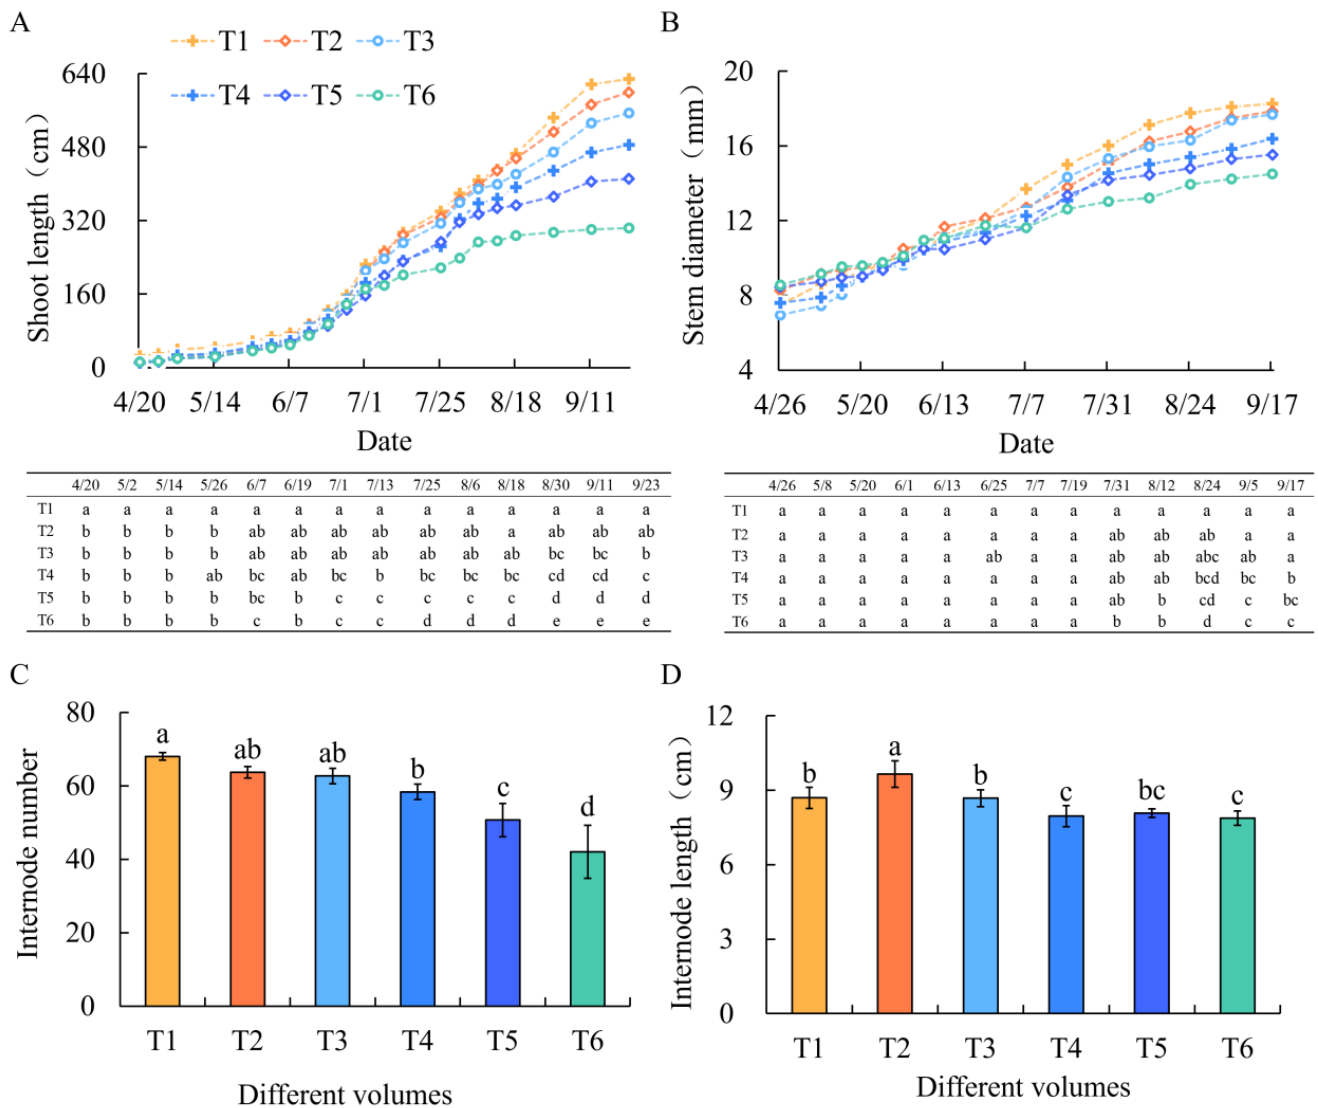 A
B
T1 T2 T3
T4 T5 T6
640
480
320
160
0
Shoot length（cm）
4/20 5/14 6/7 7/1 7/25 8/18 9/11
Date
20
16
12
8
4
Stem diameter（mm）
4/26 5/20 6/13 7/7 7/31 8/24 9/17
Date
4/20 5/2 5/14 5/26 6/7 6/19 7/1 7/13 7/25 8/6 8/18 8/30 9/11 9/23
T1 a a a a a a a a a a a a a a
T2 b b b b ab ab ab ab ab ab a ab ab ab
T3 b b b b ab ab ab ab ab ab ab bc bc b
T4 b b b ab bc ab bc b bc bc bc cd cd c
T5 b b b b bc b c c c c c d d d
T6 b b b b c b c c d d d e e e
4/26 5/8 5/20 6/1 6/13 6/25 7/7 7/19 7/31 8/12 8/24 9/5 9/17
T1 a a a a a a a a a a a a a
T2 a a a a a a a a ab ab ab a a
T3 a a a a a ab a a ab ab abc ab a
T4 a a a a a a a a ab ab bcd bc b
T5 a a a a a a a a ab b cd c bc
T6 a a a a a a a a b b d c c
C
80
60
40
20
0
Internode number
a ab ab b c d
T1 T2 T3 T4 T5 T6
Different volumes
D
12
9
6
3
0
Internode length（cm）
b a b c bc c
T1 T2 T3 T4 T5 T6
Different volumes